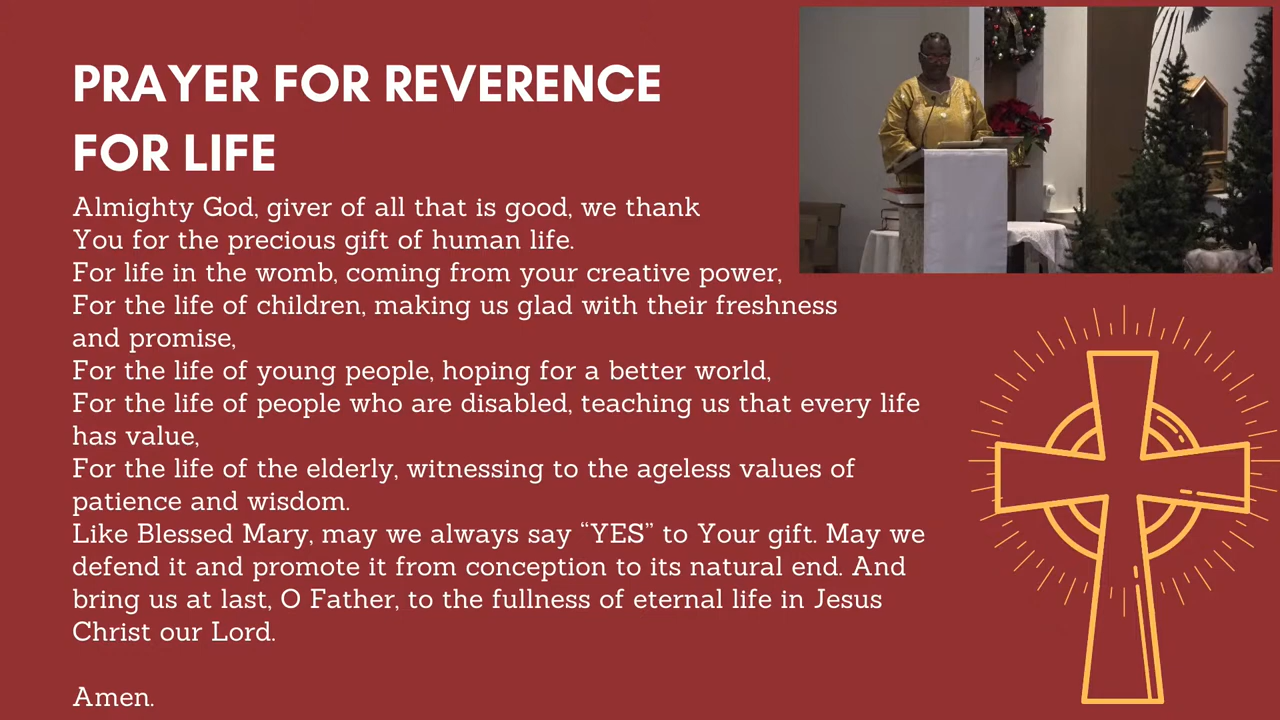 PRAYER FOR REVERENCE
FOR LIFE
Almighty God, giver of all that is good, we thank
You for the precious gift of human life.
For life in the womb, coming from your creative power,
For the life of children, making us glad with their freshness
and promise,
For the life of young people, hoping for a better world,
For the life of people who are disabled, teaching us that every life
has value,
For the life of the elderly, witnessing to the ageless values of
patience and wisdom.
Like Blessed Mary, may we always say “YES” to Your gift. May we
defend it and promote it from conception to its natural end. And
bring us at last, O Father, to the fullness of eternal life in Jesus
Christ our Lord.
Amen.